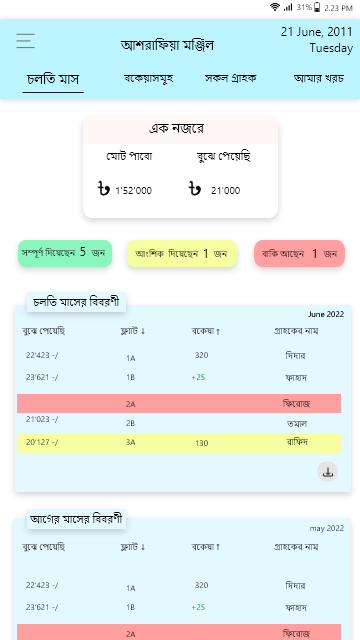 31% 2.23 PM
21 June, 2011
আশরাফিয়া মঞ্জিল
Tuesday
চলতি মাস বকেয়াসমুহ সকল গ্রাহক আমার খরচ
এক নজরে
মোট পাবো বুঝে পেয়েছি
৳ 1'52'000 ৳ 21'000
সম্পূর্ণ দিয়েছেন 5 জন আংশিক দিয়েছেন 1 জন বাকি আছেন 1 জন
চলতি মাসের বিবরণী
June 2022
বুঝে পেয়েছি ফ্ল্যাট ↓ বকেয়া ↑ গ্রাহকের নাম
22'423 -/ 1A 320 দিদার
23'621 -/ 1B +25 ফাহাদ
2A ফিরোজ
21'023 -/ 2B তমাল
20'127 -/ 3A 130 রাফিদ
আগের মাসের বিবরণী
may 2022
বুঝে পেয়েছি ফ্ল্যাট ↓ বকেয়া ↑ গ্রাহকের নাম
22'423 -/ 1A 320 দিদার
23'621 -/ 1B +25 ফাহাদ
2A ফিরোজ